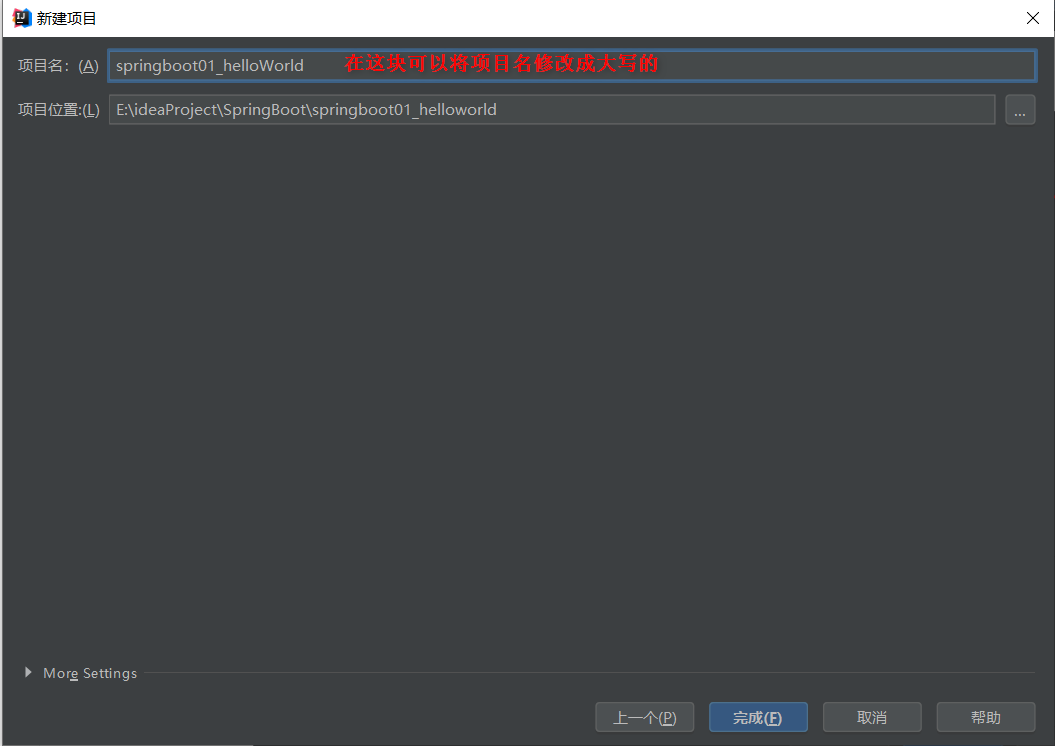 新建项目
项目名：(A) springboot01_helloWorld 在这块可以将项目名修改成大写的
项目位置:(L) E:\ideaProject\SpringBoot\springboot01_helloworld ...
More Settings
上一个(P) 完成(F) 取消 帮助